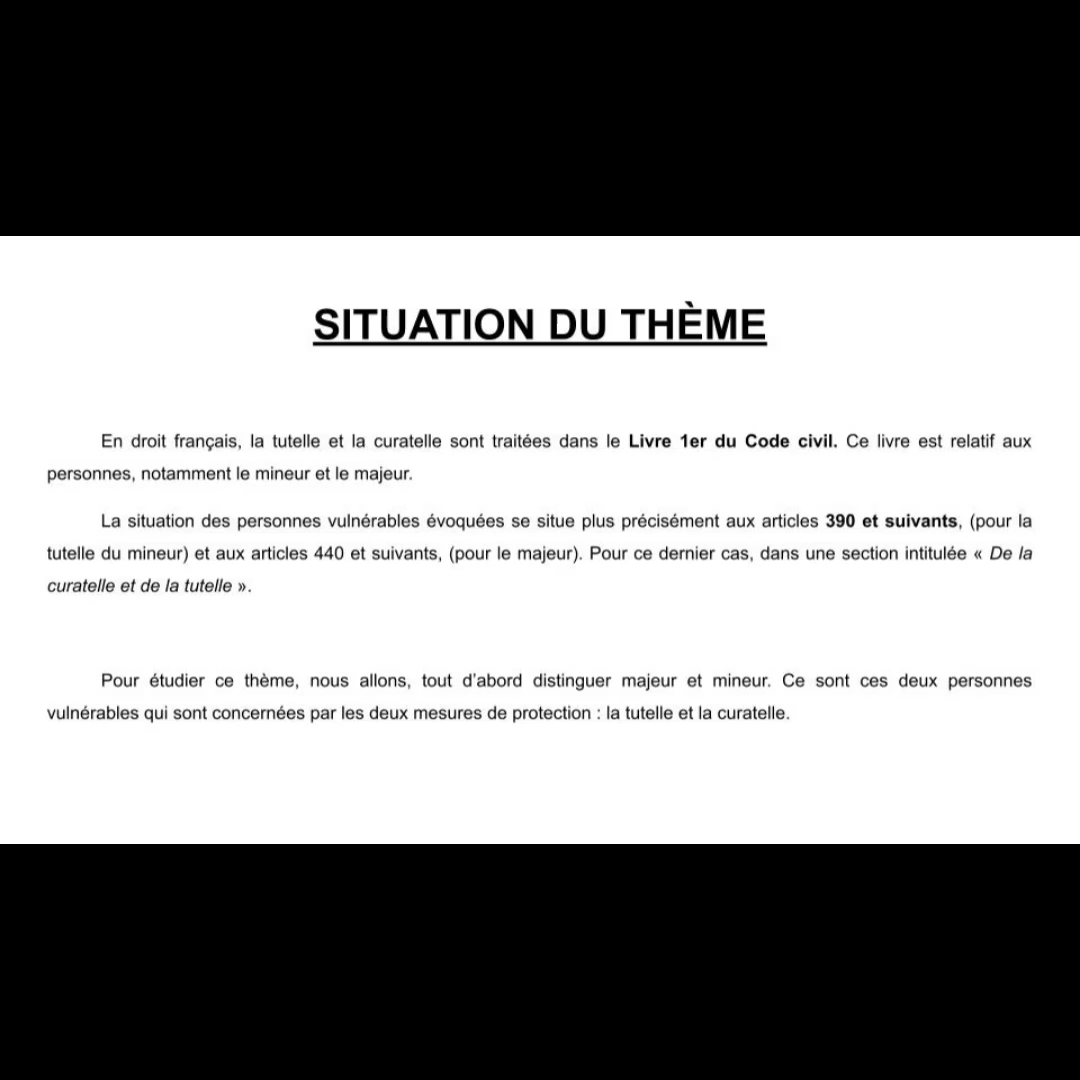 SITUATION DU THÈME
En droit français, la tutelle et la curatelle sont traitées dans le Livre 1er du Code civil. Ce livre est relatif aux
personnes, notamment le mineur et le majeur.
La situation des personnes vulnérables évoquées se situe plus précisément aux articles 390 et suivants, (pour la
tutelle du mineur) et aux articles 440 et suivants, (pour le majeur). Pour ce dernier cas, dans une section intitulée « De la
curatelle et de la tutelle ».
Pour étudier ce thème, nous allons, tout d’abord distinguer majeur et mineur. Ce sont ces deux personnes
vulnérables qui sont concernées par les deux mesures de protection : la tutelle et la curatelle.